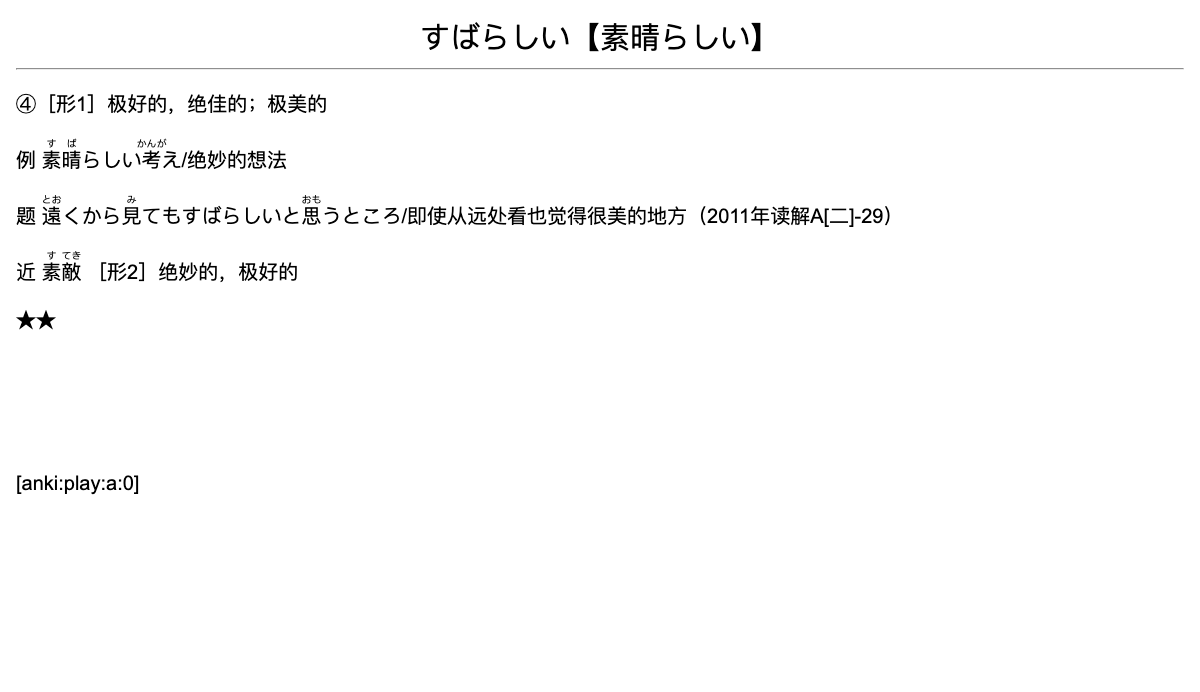 すばらしい【素晴らしい】
④［形1］极好的，绝佳的；极美的
す ば かんが
例 素晴らしい考え/绝妙的想法
とお み おも
题 遠くから見てもすばらしいと思うところ/即使从远处看也觉得很美的地方（2011年读解A[二]-29）
す てき
近 素敵 ［形2］绝妙的，极好的
★★
[anki:play:a:0]